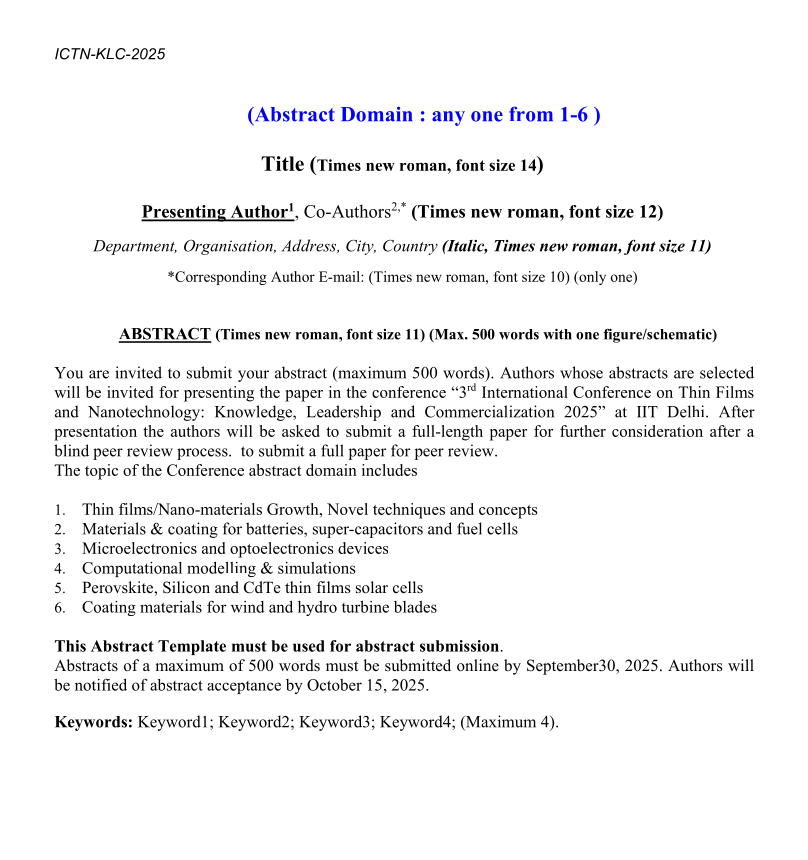 ICTN-KLC-2025
(Abstract Domain : any one from 1-6 )
Title (Times new roman, font size 14)
Presenting Author1, Co-Authors2,* (Times new roman, font size 12)
Department, Organisation, Address, City, Country (Italic, Times new roman, font size 11)
*Corresponding Author E-mail: (Times new roman, font size 10) (only one)
ABSTRACT (Times new roman, font size 11) (Max. 500 words with one figure/schematic)
You are invited to submit your abstract (maximum 500 words). Authors whose abstracts are selected
will be invited for presenting the paper in the conference “3rd International Conference on Thin Films
and Nanotechnology: Knowledge, Leadership and Commercialization 2025” at IIT Delhi. After
presentation the authors will be asked to submit a full-length paper for further consideration after a
blind peer review process.  to submit a full paper for peer review.
The topic of the Conference abstract domain includes
1. Thin films/Nano-materials Growth, Novel techniques and concepts
2. Materials & coating for batteries, super-capacitors and fuel cells
3. Microelectronics and optoelectronics devices
4. Computational modelling & simulations
5. Perovskite, Silicon and CdTe thin films solar cells
6. Coating materials for wind and hydro turbine blades
This Abstract Template must be used for abstract submission.
Abstracts of a maximum of 500 words must be submitted online by September30, 2025. Authors will
be notified of abstract acceptance by October 15, 2025.
Keywords: Keyword1; Keyword2; Keyword3; Keyword4; (Maximum 4).